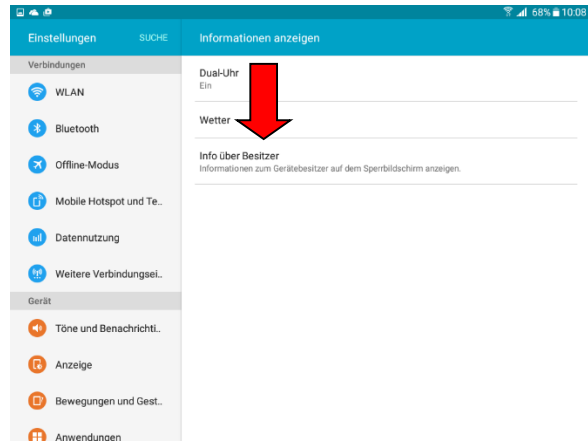 68% 10:08
Einstellungen SUCHE
Informationen anzeigen
Verbindungen
WLAN
Bluetooth
Offline-Modus
Mobile Hotspot und Te..
Datennutzung
Weitere Verbindungsei..
Gerät
Töne und Benachrichti..
Anzeige
Bewegungen und Gest..
Anwendungen
Dual-Uhr
Ein
Wetter
Info über Besitzer
Informationen zum Gerätebesitzer auf dem Sperrbildschirm anzeigen.